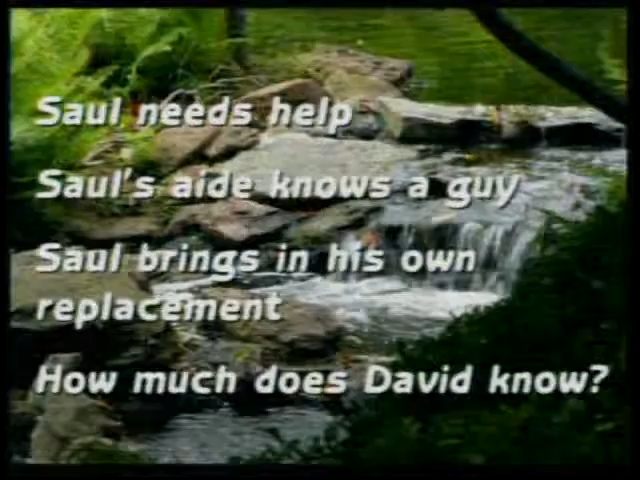 Saul needs help
Saul's aide knows a guy
Saul brings in his own
replacement
How much does David know?